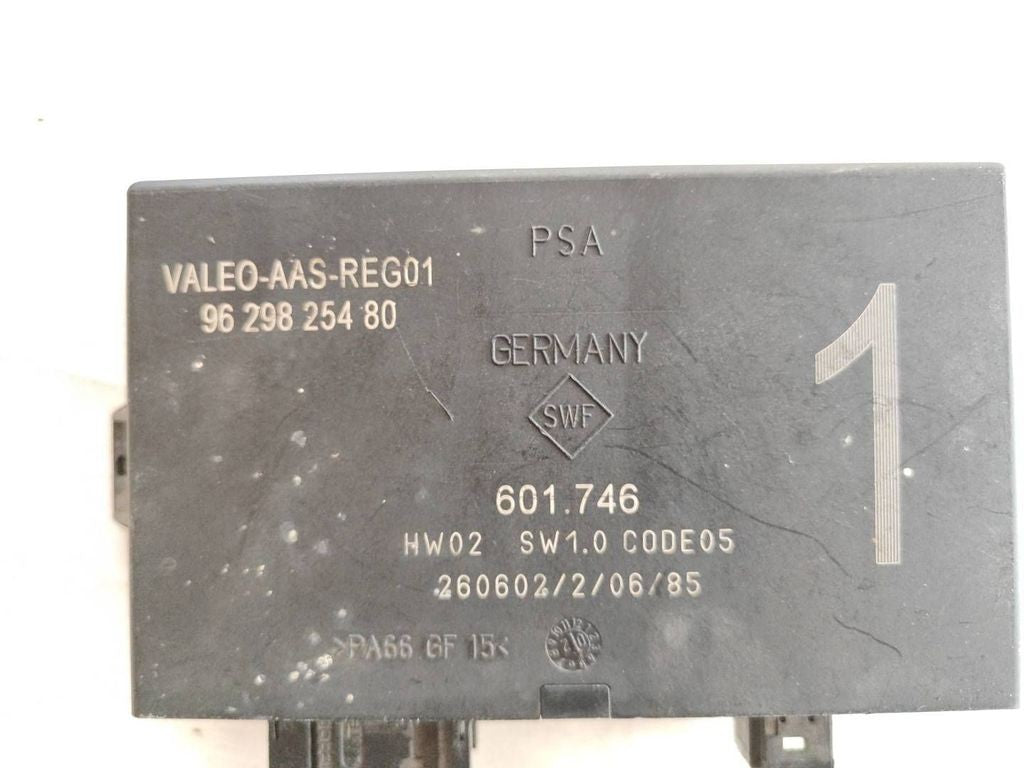 PSA
VALEO-AAS-REG01
96 298 254 80
GERMANY
SWF
1
601.746
HW02 SW1.0 CODE05
260602/2/06/85
>PA66 GF 15<